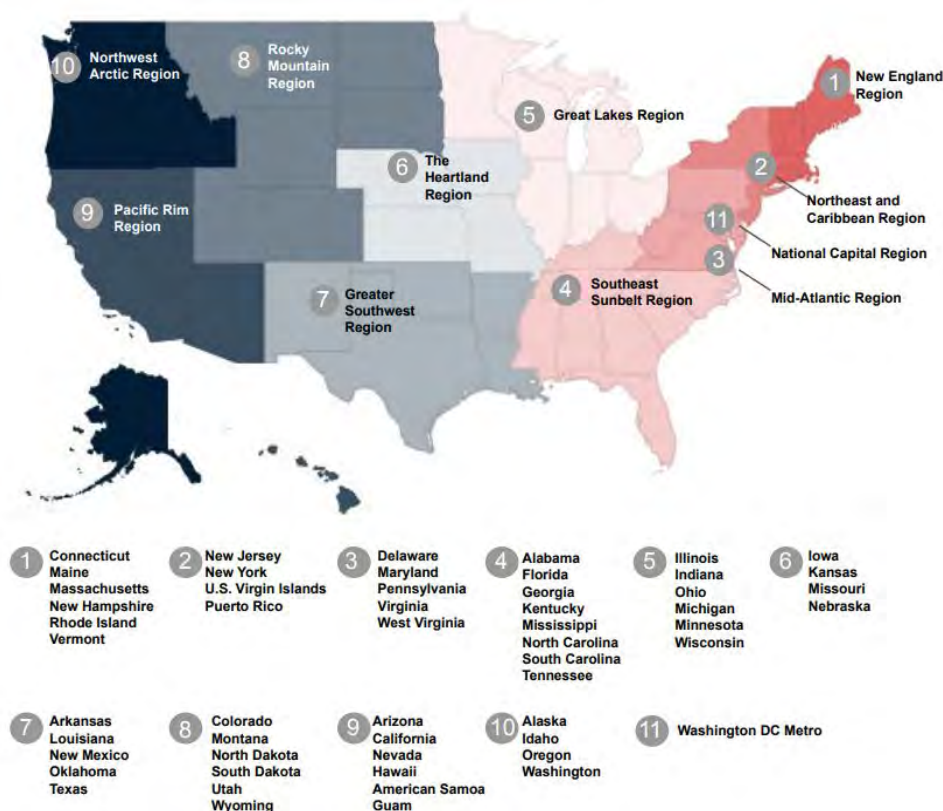 10 Northwest
Arctic Region
8 Rocky
Mountain
Region
1 New England
Region
5 Great Lakes Region
6 The
Heartland
Region
2
Northeast and
Caribbean Region
9 Pacific Rim
Region
11
National Capital Region
3
Mid-Atlantic Region
7 Greater
Southwest
Region
4 Southeast
Sunbelt Region
1 Connecticut
Maine
Massachusetts
New Hampshire
Rhode Island
Vermont
2 New Jersey
New York
U.S. Virgin Islands
Puerto Rico
3 Delaware
Maryland
Pennsylvania
Virginia
West Virginia
4 Alabama
Florida
Georgia
Kentucky
Mississippi
North Carolina
South Carolina
Tennessee
5 Illinois
Indiana
Ohio
Michigan
Minnesota
Wisconsin
6 Iowa
Kansas
Missouri
Nebraska
7 Arkansas
Louisiana
New Mexico
Oklahoma
Texas
8 Colorado
Montana
North Dakota
South Dakota
Utah
Wyoming
9 Arizona
California
Nevada
Hawaii
American Samoa
Guam
10 Alaska
Idaho
Oregon
Washington
11 Washington DC Metro